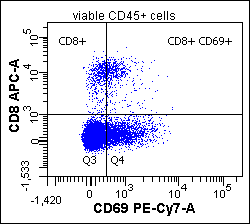 viable CD45+ cells
CD8+
CD8+ CD69+
CD8 APC-A
10^5
10^4
10^3
0
-1,533
Q3
Q4
-1,420
0
10^3
10^4
10^5
CD69 PE-Cy7-A